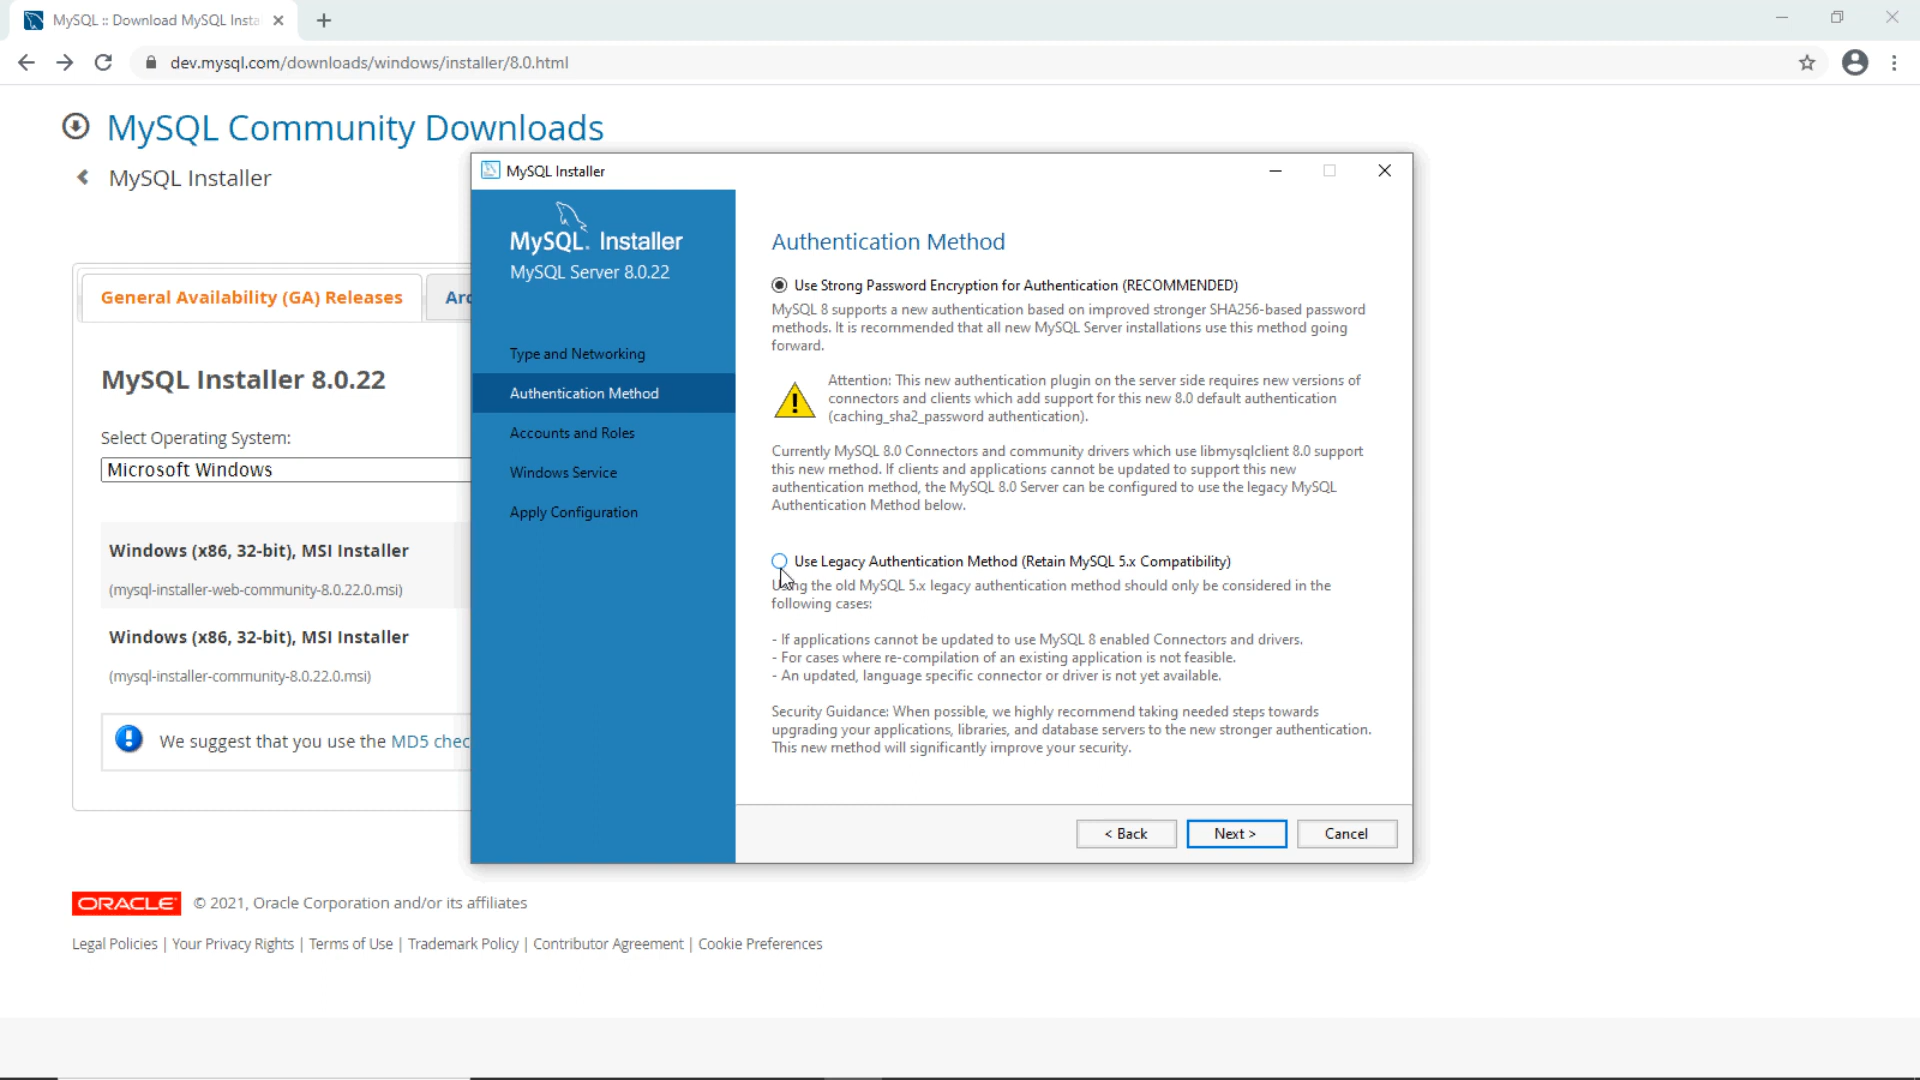 MySQL :: Download MySQL Insta
dev.mysql.com/downloads/windows/installer/8.0.html
MySQL Community Downloads
MySQL Installer
General Availability (GA) Releases
Arc
MySQL Installer 8.0.22
Select Operating System:
Microsoft Windows
Windows (x86, 32-bit), MSI Installer
(mysql-installer-web-community-8.0.22.0.msi)
Windows (x86, 32-bit), MSI Installer
(mysql-installer-community-8.0.22.0.msi)
We suggest that you use the MD5 chec
MySQL Installer
MySQL. Installer
MySQL Server 8.0.22
Type and Networking
Authentication Method
Accounts and Roles
Windows Service
Apply Configuration
Authentication Method
Use Strong Password Encryption for Authentication (RECOMMENDED)
MySQL 8 supports a new authentication based on improved stronger SHA256-based password
methods. It is recommended that all new MySQL Server installations use this method going
forward.
Attention: This new authentication plugin on the server side requires new versions of
connectors and clients which add support for this new 8.0 default authentication
(caching_sha2_password authentication).
Currently MySQL 8.0 Connectors and community drivers which use libmysqlclient 8.0 support
this new method. If clients and applications cannot be updated to support this new
authentication method, the MySQL 8.0 Server can be configured to use the legacy MySQL
Authentication Method below.
Use Legacy Authentication Method (Retain MySQL 5.x Compatibility)
Using the old MySQL 5.x legacy authentication method should only be considered in the
following cases:
- If applications cannot be updated to use MySQL 8 enabled Connectors and drivers.
- For cases where re-compilation of an existing application is not feasible.
- An updated, language specific connector or driver is not yet available.
Security Guidance: When possible, we highly recommend taking needed steps towards
upgrading your applications, libraries, and database servers to the new stronger authentication.
This new method will significantly improve your security.
< Back
Next >
Cancel
ORACLE © 2021, Oracle Corporation and/or its affiliates
Legal Policies | Your Privacy Rights | Terms of Use | Trademark Policy | Contributor Agreement | Cookie Preferences